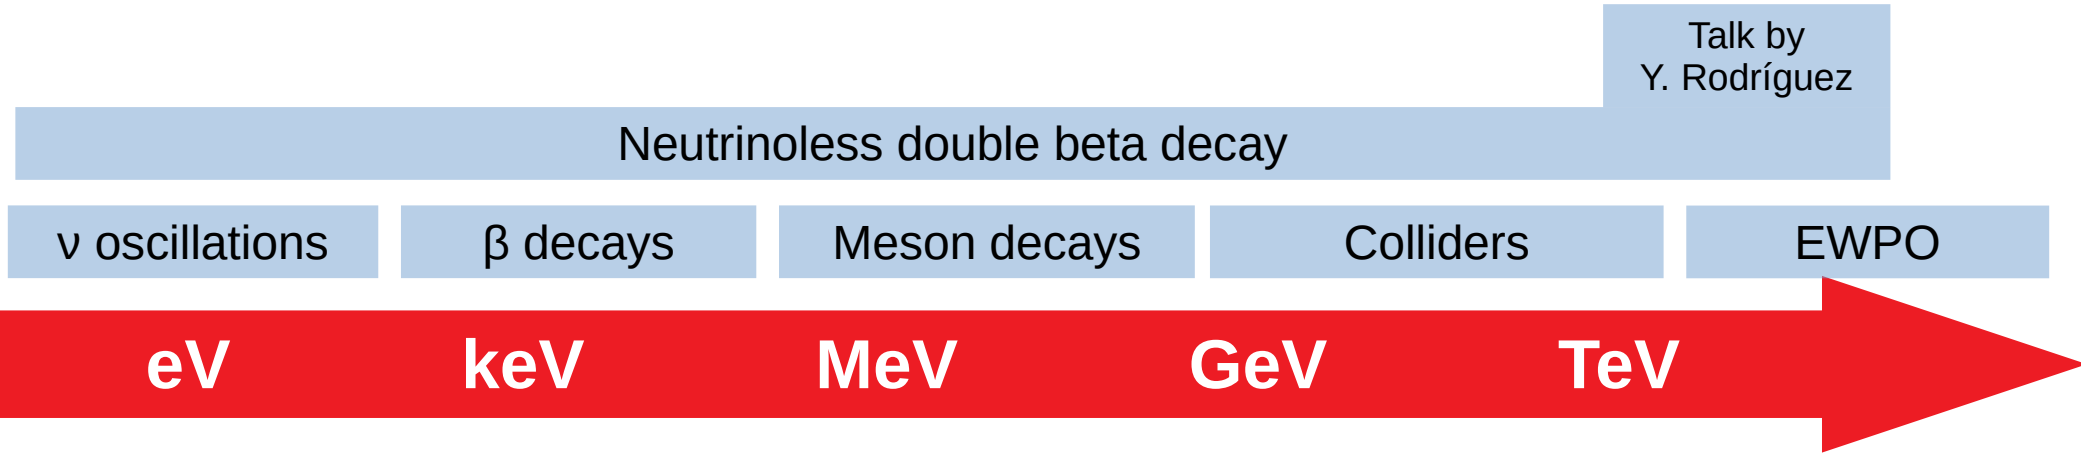 Talk by
Y. Rodríguez
Neutrinoless double beta decay
ν oscillations β decays Meson decays Colliders EWPO
eV keV MeV GeV TeV